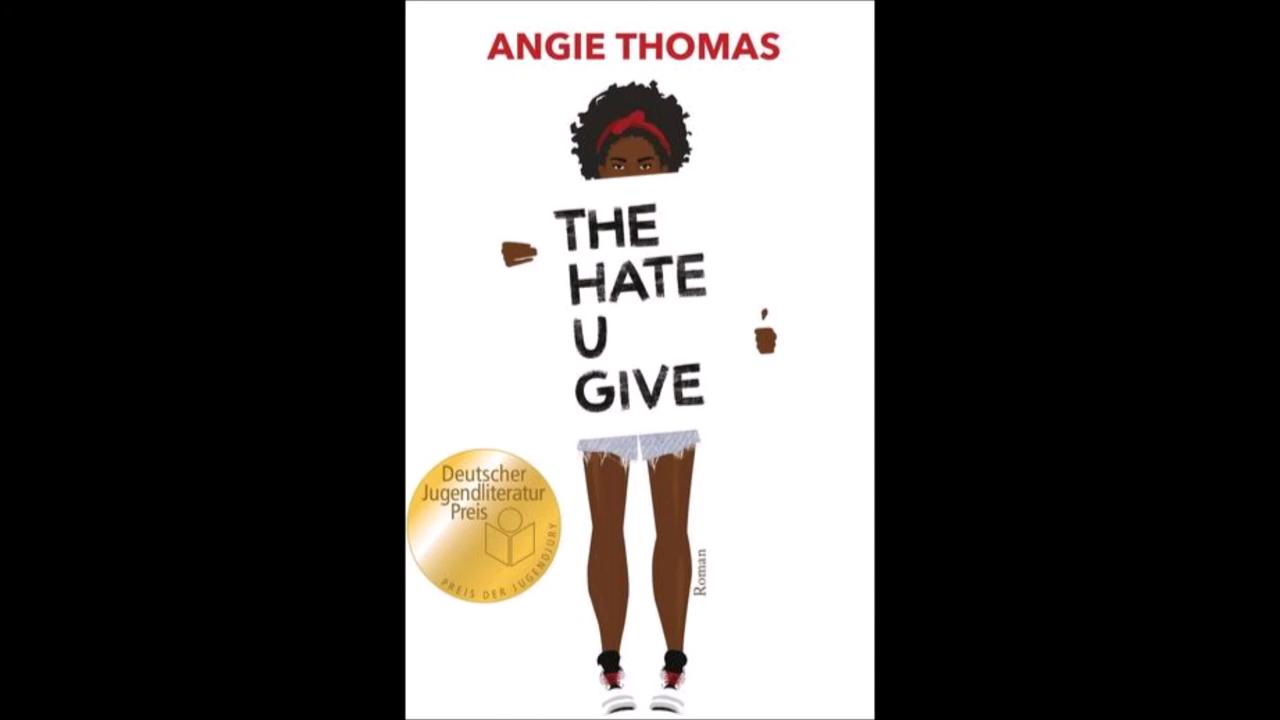 ANGIE THOMAS
THE
HATE
U
GIVE
Deutscher
Jugendliteratur
Preis
PREIS DER JUGENDJURY
Roman